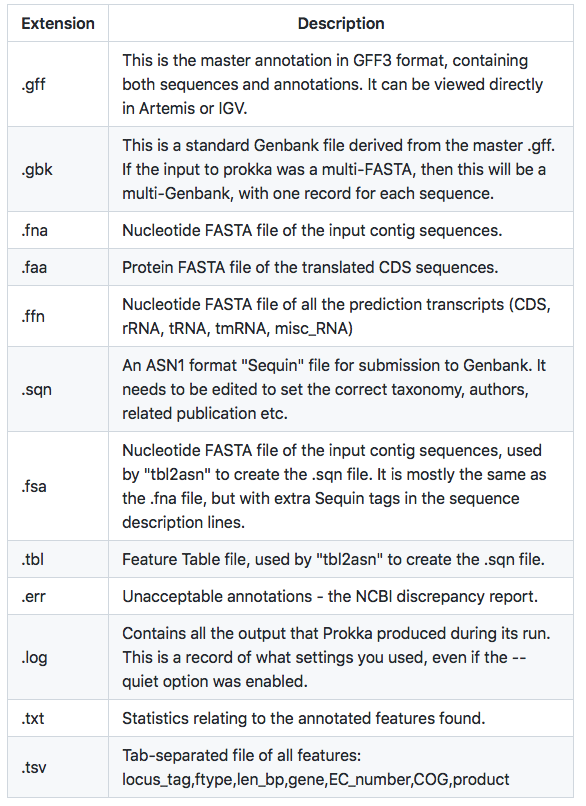 Extension Description
.gff This is the master annotation in GFF3 format, containing
both sequences and annotations. It can be viewed directly
in Artemis or IGV.
.gbk This is a standard Genbank file derived from the master .gff.
If the input to prokka was a multi-FASTA, then this will be a
multi-Genbank, with one record for each sequence.
.fna Nucleotide FASTA file of the input contig sequences.
.faa Protein FASTA file of the translated CDS sequences.
.ffn Nucleotide FASTA file of all the prediction transcripts (CDS,
rRNA, tRNA, tmRNA, misc_RNA)
.sqn An ASN1 format "Sequin" file for submission to Genbank. It
needs to be edited to set the correct taxonomy, authors,
related publication etc.
.fsa Nucleotide FASTA file of the input contig sequences, used
by "tbl2asn" to create the .sqn file. It is mostly the same as
the .fna file, but with extra Sequin tags in the sequence
description lines.
.tbl Feature Table file, used by "tbl2asn" to create the .sqn file.
.err Unacceptable annotations - the NCBI discrepancy report.
.log Contains all the output that Prokka produced during its run.
This is a record of what settings you used, even if the --
quiet option was enabled.
.txt Statistics relating to the annotated features found.
.tsv Tab-separated file of all features:
locus_tag,ftype,len_bp,gene,EC_number,COG,product